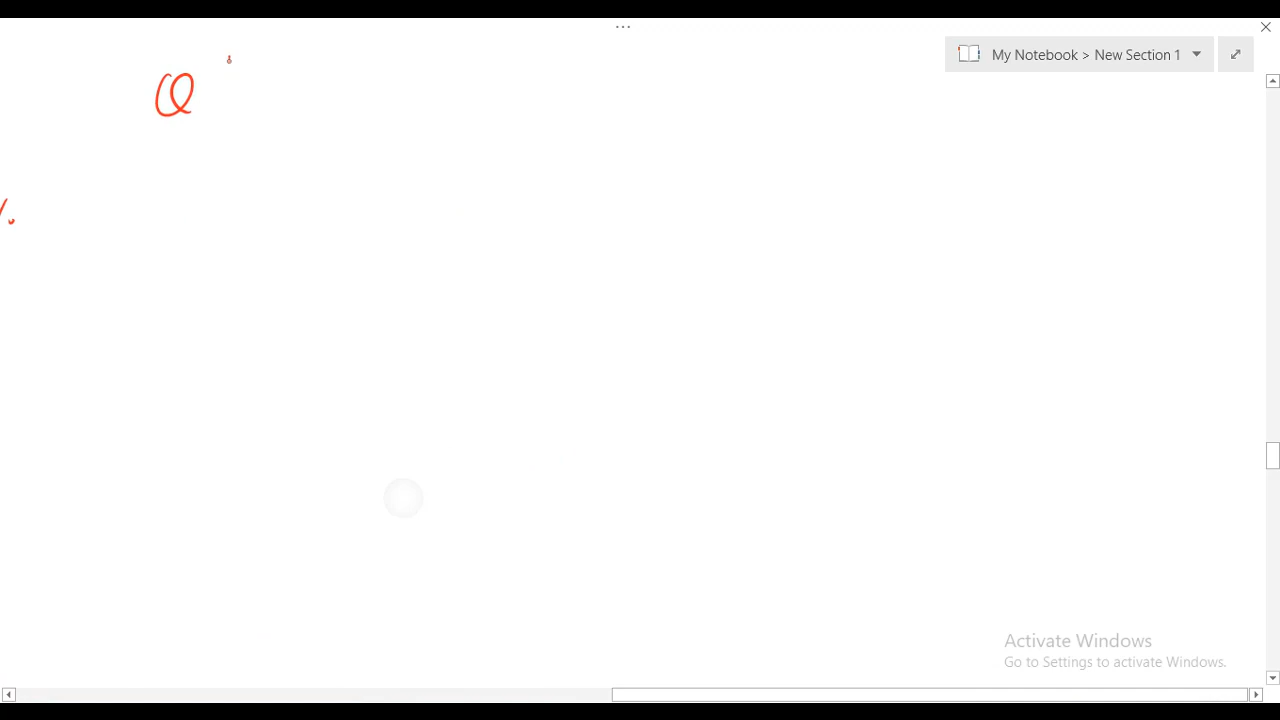 My Notebook > New Section 1
Q
%.
Activate Windows
Go to Settings to activate Windows.